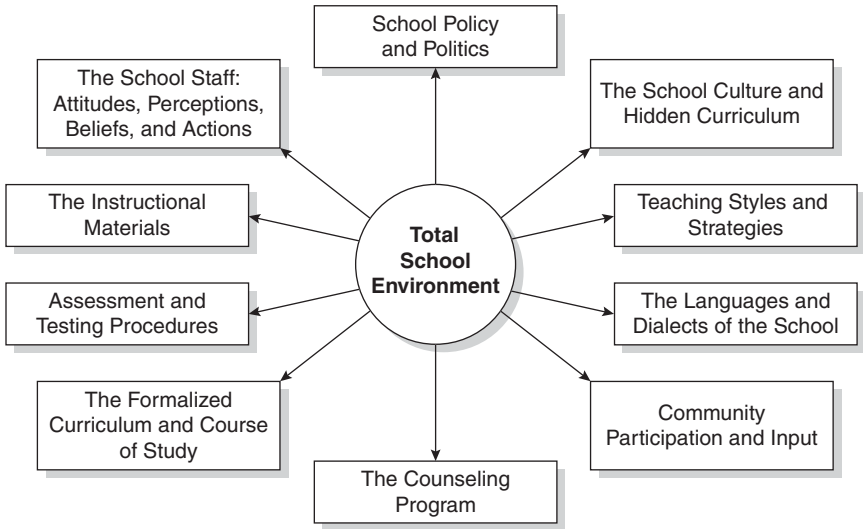 School Policy
and Politics
The School Staff:
Attitudes, Perceptions,
Beliefs, and Actions
The School Culture and
Hidden Curriculum
The Instructional
Materials
Teaching Styles and
Strategies
Total
School
Environment
Assessment and
Testing Procedures
The Languages and
Dialects of the School
The Formalized
Curriculum and Course
of Study
Community
Participation and Input
The Counseling
Program